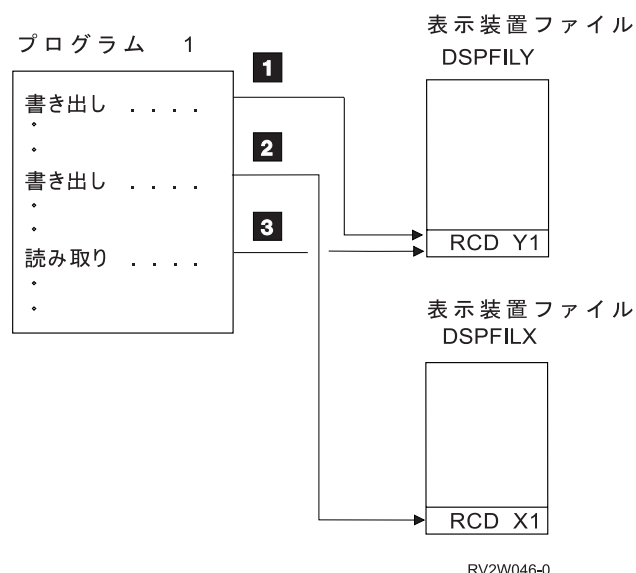 プログラム 1
書き出し . . . .
.
.
書き出し . . . .
.
.
読み取り . . . .
.
.
1
2
3
表示装置ファイル
DSPFILY
RCD Y1
表示装置ファイル
DSPFILX
RCD X1
RV2W046-0